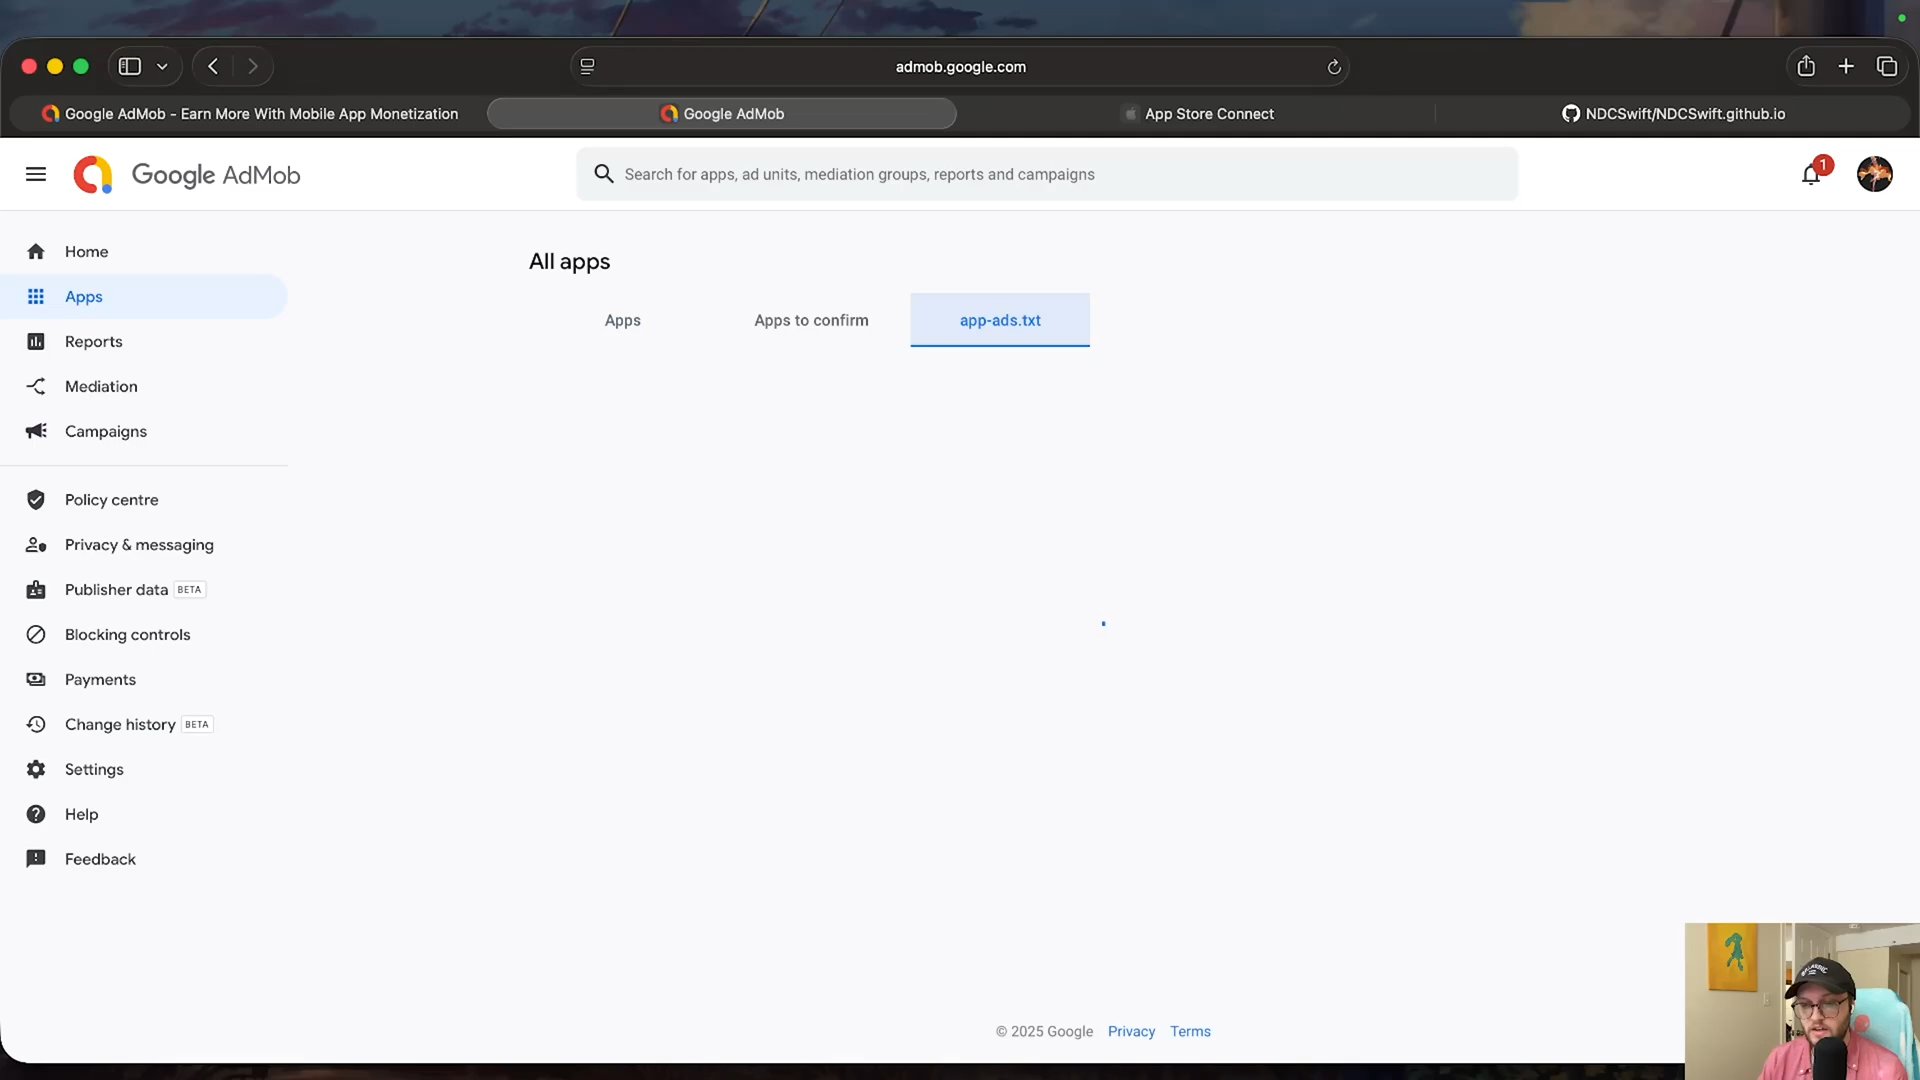 admob.google.com
Google AdMob - Earn More With Mobile App Monetization
Google AdMob
App Store Connect
NDCSwift/NDCSwift.github.io
Google AdMob
Search for apps, ad units, mediation groups, reports and campaigns
1
Home
Apps
Reports
Mediation
Campaigns
Policy centre
Privacy & messaging
Publisher data BETA
Blocking controls
Payments
Change history BETA
Settings
Help
Feedback
All apps
Apps
Apps to confirm
app-ads.txt
© 2025 Google Privacy Terms